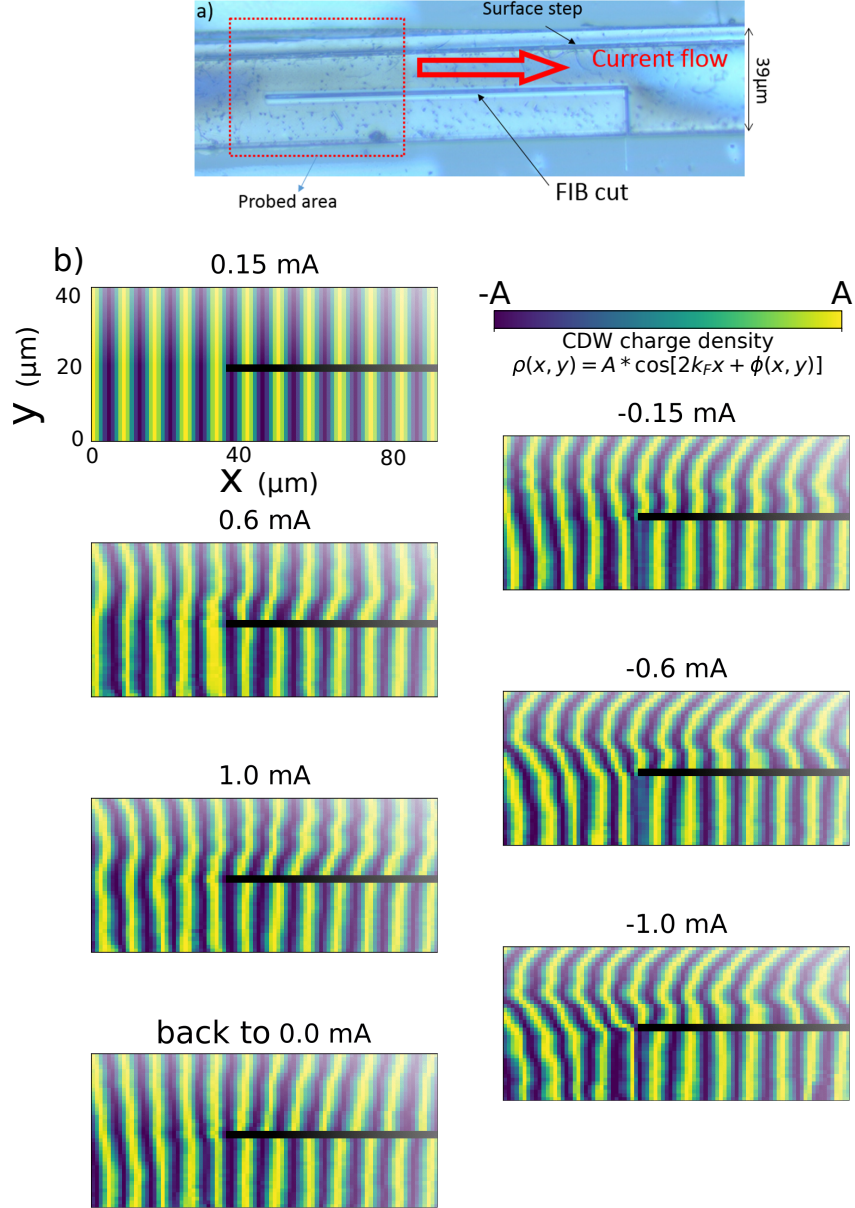 a)
Surface step
Current flow
39μm
FIB cut
Probed area
b)
0.15 mA
40
20
0
y (μm)
0
40
80
x (μm)
-A
A
CDW charge density
ρ(x, y) = A * cos[2k_Fx + ϕ(x, y)]
-0.15 mA
0.6 mA
-0.6 mA
1.0 mA
-1.0 mA
back to 0.0 mA